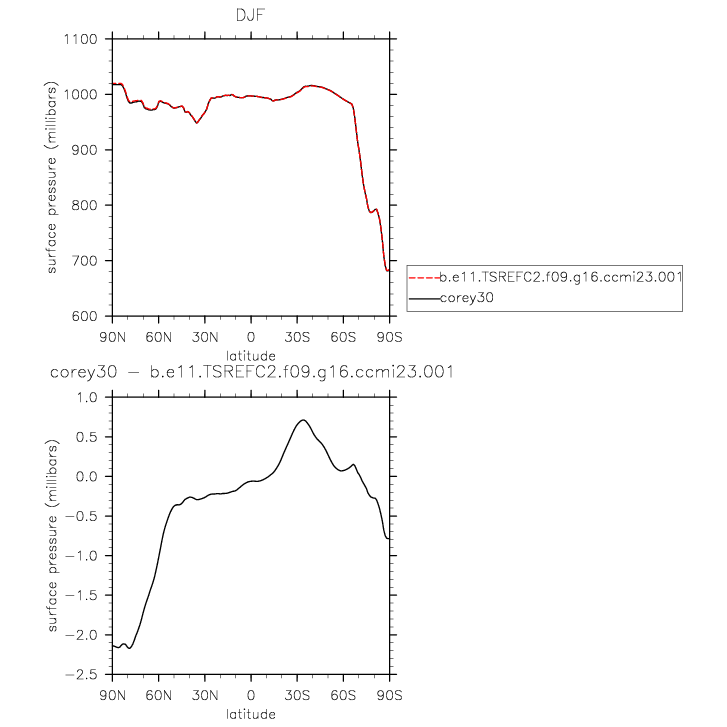 DJF
surface pressure (millibars)
1100
1000
900
800
700
600
90N 60N 30N 0 30S 60S 90S
latitude
b.e11.TSREFC2.f09.g16.ccmi23.001
corey30
corey30 − b.e11.TSREFC2.f09.g16.ccmi23.001
surface pressure (millibars)
1.0
0.5
0.0
−0.5
−1.0
−1.5
−2.0
−2.5
90N 60N 30N 0 30S 60S 90S
latitude